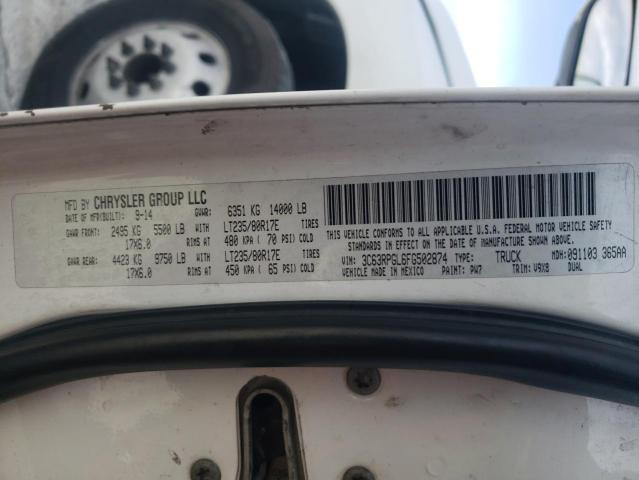 MFD BY CHRYSLER GROUP LLC
DATE OF MFR(BUILT): 9-14 GVWR: 6351 KG 14000 LB
GAWR FRONT: 2495 KG 5500 LB WITH LT235/80R17E TIRES
17X6.0 RIMS AT 480 KPA ( 70 PSI) COLD
GAWR REAR: 4423 KG 9750 LB WITH LT235/80R17E TIRES
17X6.0 RIMS AT 450 KPA ( 65 PSI) COLD
THIS VEHICLE CONFORMS TO ALL APPLICABLE U.S.A. FEDERAL MOTOR VEHICLE SAFETY
STANDARDS IN EFFECT ON THE DATE OF MANUFACTURE SHOWN ABOVE.
VIN: 3C63RPGL6FG502874 TYPE: TRUCK MDH: 091103 365AA
VEHICLE MADE IN MEXICO PAINT: PW7 TRIM: V9X8 DUAL